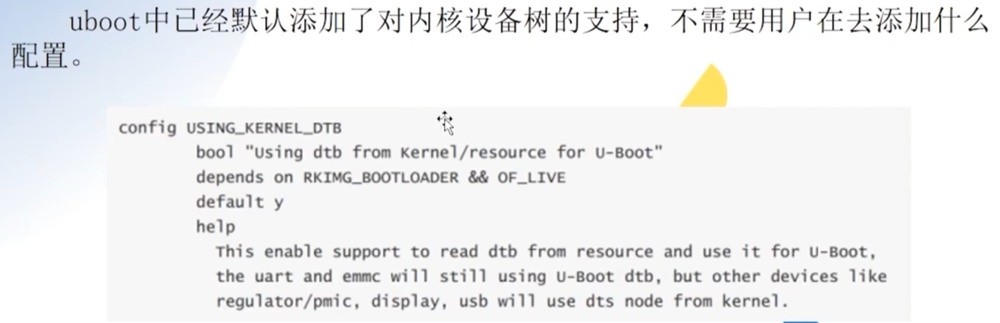 uboot中已经默认添加了对内核设备树的支持，不需要用户在去添加什么
配置。
config USING_KERNEL_DTB
bool "Using dtb from Kernel/resource for U-Boot"
depends on RKIMG_BOOTLOADER && OF_LIVE
default y
help
This enable support to read dtb from resource and use it for U-Boot,
the uart and emmc will still using U-Boot dtb, but other devices like
regulator/pmic, display, usb will use dts node from kernel.